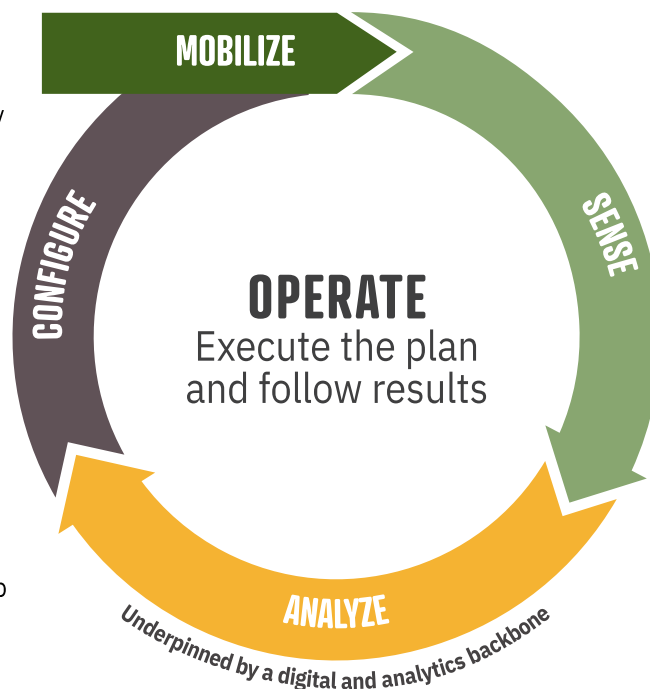 MOBILIZE
SENSE
CONFIGURE
OPERATE
Execute the plan
and follow results
ANALYZE
Underpinned by a digital and analytics backbone